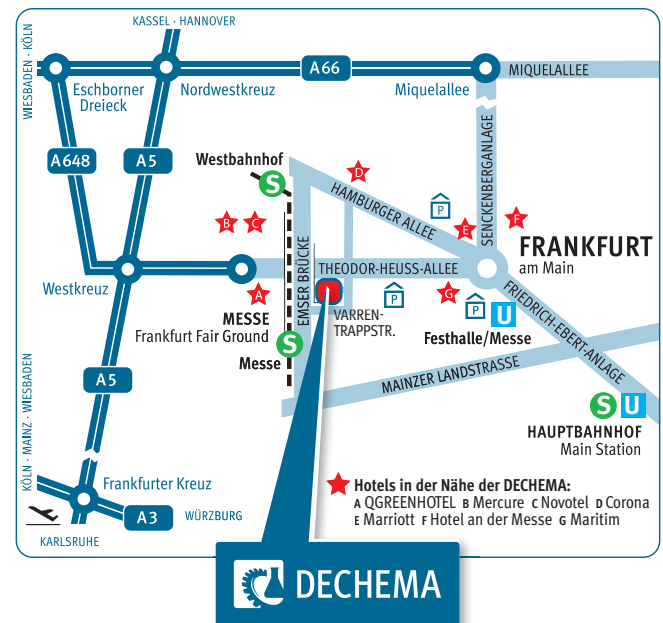 KASSEL · HANNOVER
WIESBADEN · KÖLN
A66
MIQUELALLEE
Eschborner
Dreieck
Nordwestkreuz
Miquelallee
A648
A5
Westbahnhof
S
D
HAMBURGER ALLEE
P
SENCKENBERGANLAGE
B
C
E
F
FRANKFURT
am Main
EMSER BRÜCKE
THEODOR-HEUSS-ALLEE
Westkreuz
A
G
P
P
U
FRIEDRICH-EBERT-ANLAGE
MESSE
Frankfurt Fair Ground
VARREN-
TRAPPSTR.
Festhalle/Messe
S
Messe
MAINZER LANDSTRASSE
A5
KÖLN · MAINZ · WIESBADEN
S
U
HAUPTBAHNHOF
Main Station
Frankfurter Kreuz
A3
WÜRZBURG
KARLSRUHE
Hotels in der Nähe der DECHEMA:
A QGREENHOTEL B Mercure C Novotel D Corona
E Marriott F Hotel an der Messe G Maritim
DECHEMA